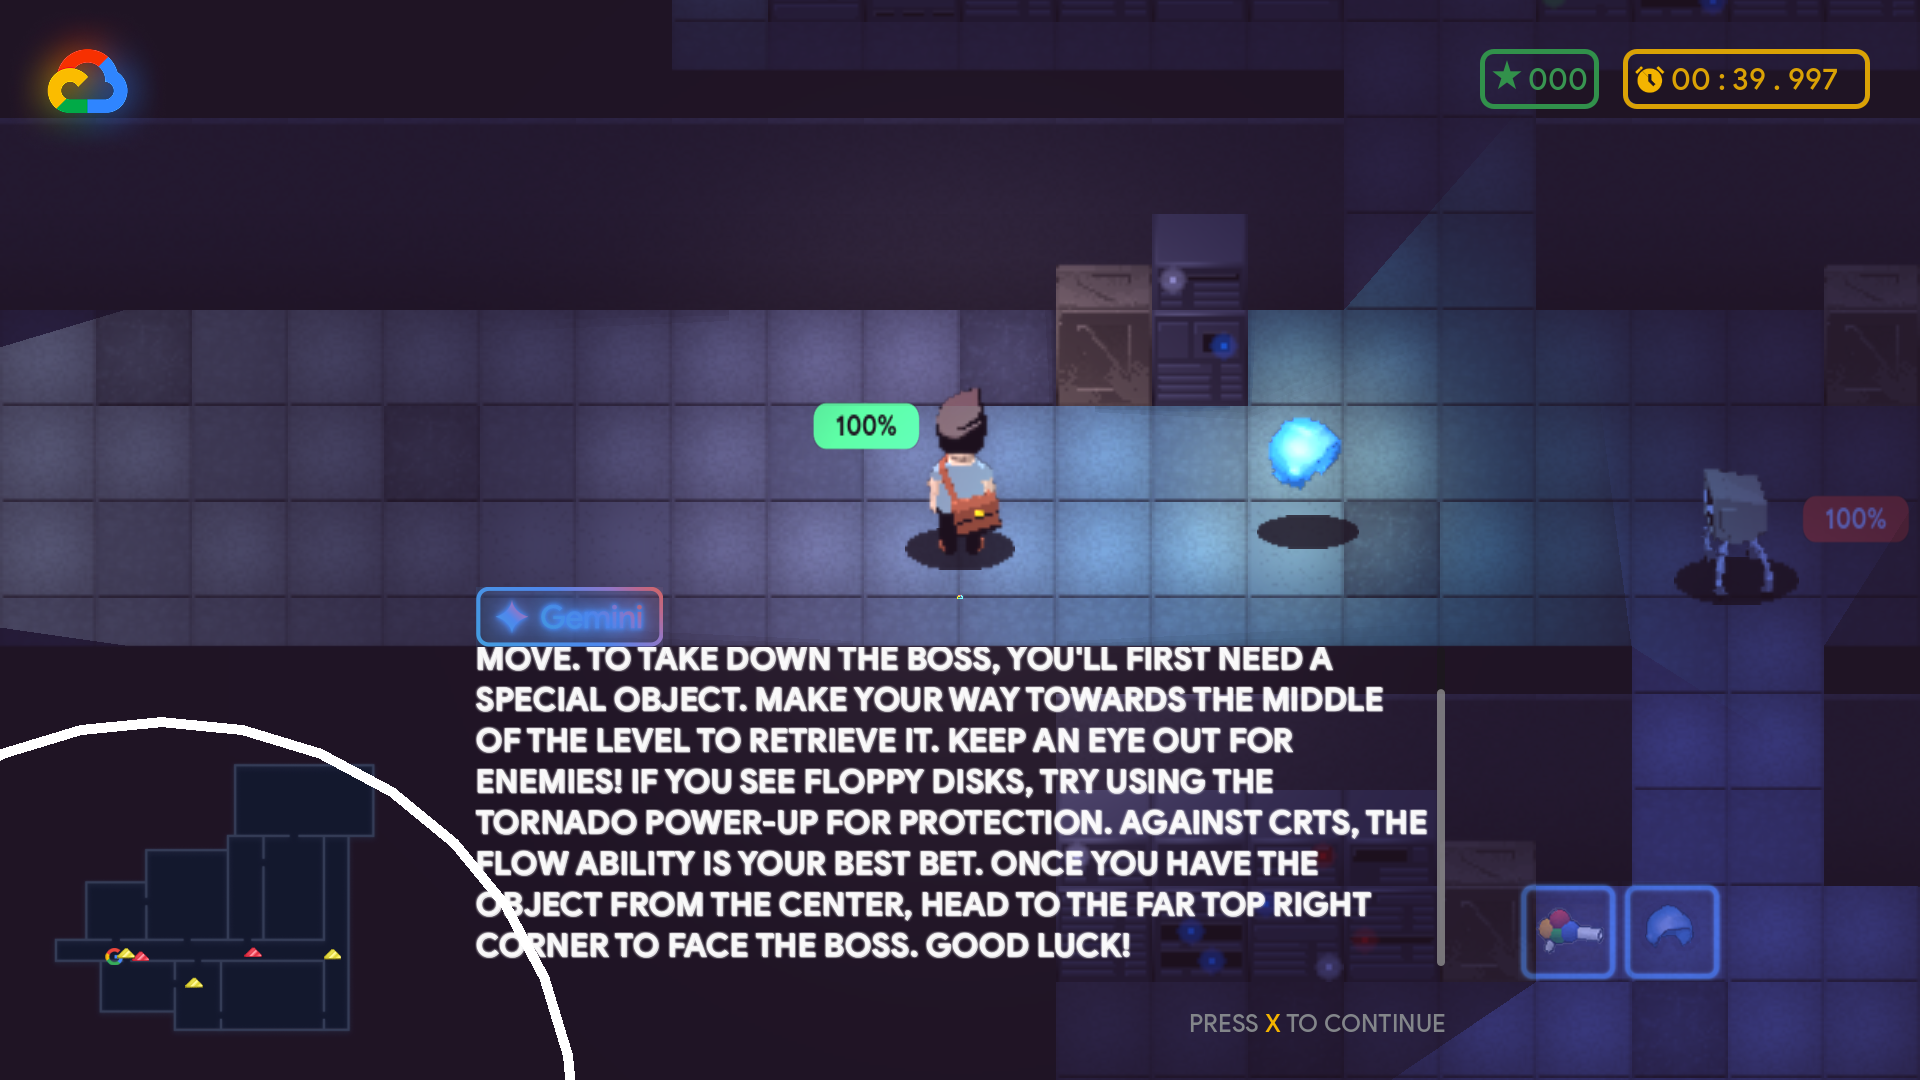 000
00:39.997
100%
100%
Gemini
MOVE. TO TAKE DOWN THE BOSS, YOU'LL FIRST NEED A
SPECIAL OBJECT. MAKE YOUR WAY TOWARDS THE MIDDLE
OF THE LEVEL TO RETRIEVE IT. KEEP AN EYE OUT FOR
ENEMIES! IF YOU SEE FLOPPY DISKS, TRY USING THE
TORNADO POWER-UP FOR PROTECTION. AGAINST CRTS, THE
FLOW ABILITY IS YOUR BEST BET. ONCE YOU HAVE THE
OBJECT FROM THE CENTER, HEAD TO THE FAR TOP RIGHT
CORNER TO FACE THE BOSS. GOOD LUCK!
PRESS X TO CONTINUE